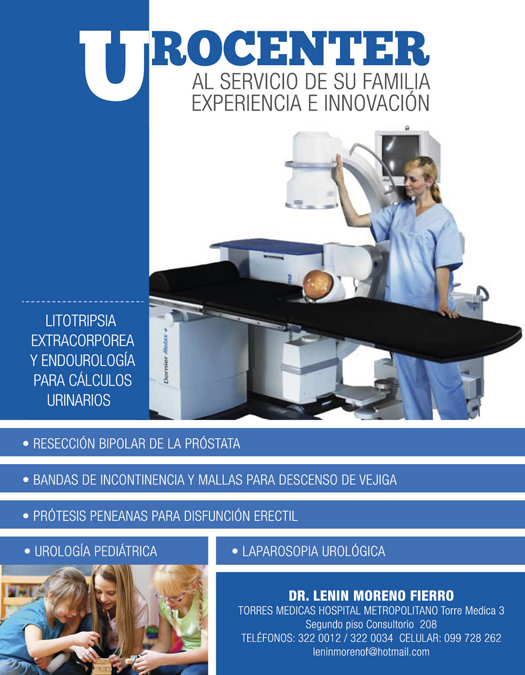 UROCENTER
AL SERVICIO DE SU FAMILIA
EXPERIENCIA E INNOVACIÓN
Dornier Relax+
LITOTRIPSIA
EXTRACORPOREA
Y ENDOUROLOGÍA
PARA CÁLCULOS
URINARIOS
• RESECCIÓN BIPOLAR DE LA PRÓSTATA
• BANDAS DE INCONTINENCIA Y MALLAS PARA DESCENSO DE VEJIGA
• PRÓTESIS PENEANAS PARA DISFUNCIÓN ERECTIL
• UROLOGÍA PEDIÁTRICA
• LAPAROSOPIA UROLÓGICA
DR. LENIN MORENO FIERRO
TORRES MEDICAS HOSPITAL METROPOLITANO Torre Medica 3
Segundo piso Consultorio 208
TELÉFONOS: 322 0012 / 322 0034 CELULAR: 099 728 262
leninmorenof@hotmail.com